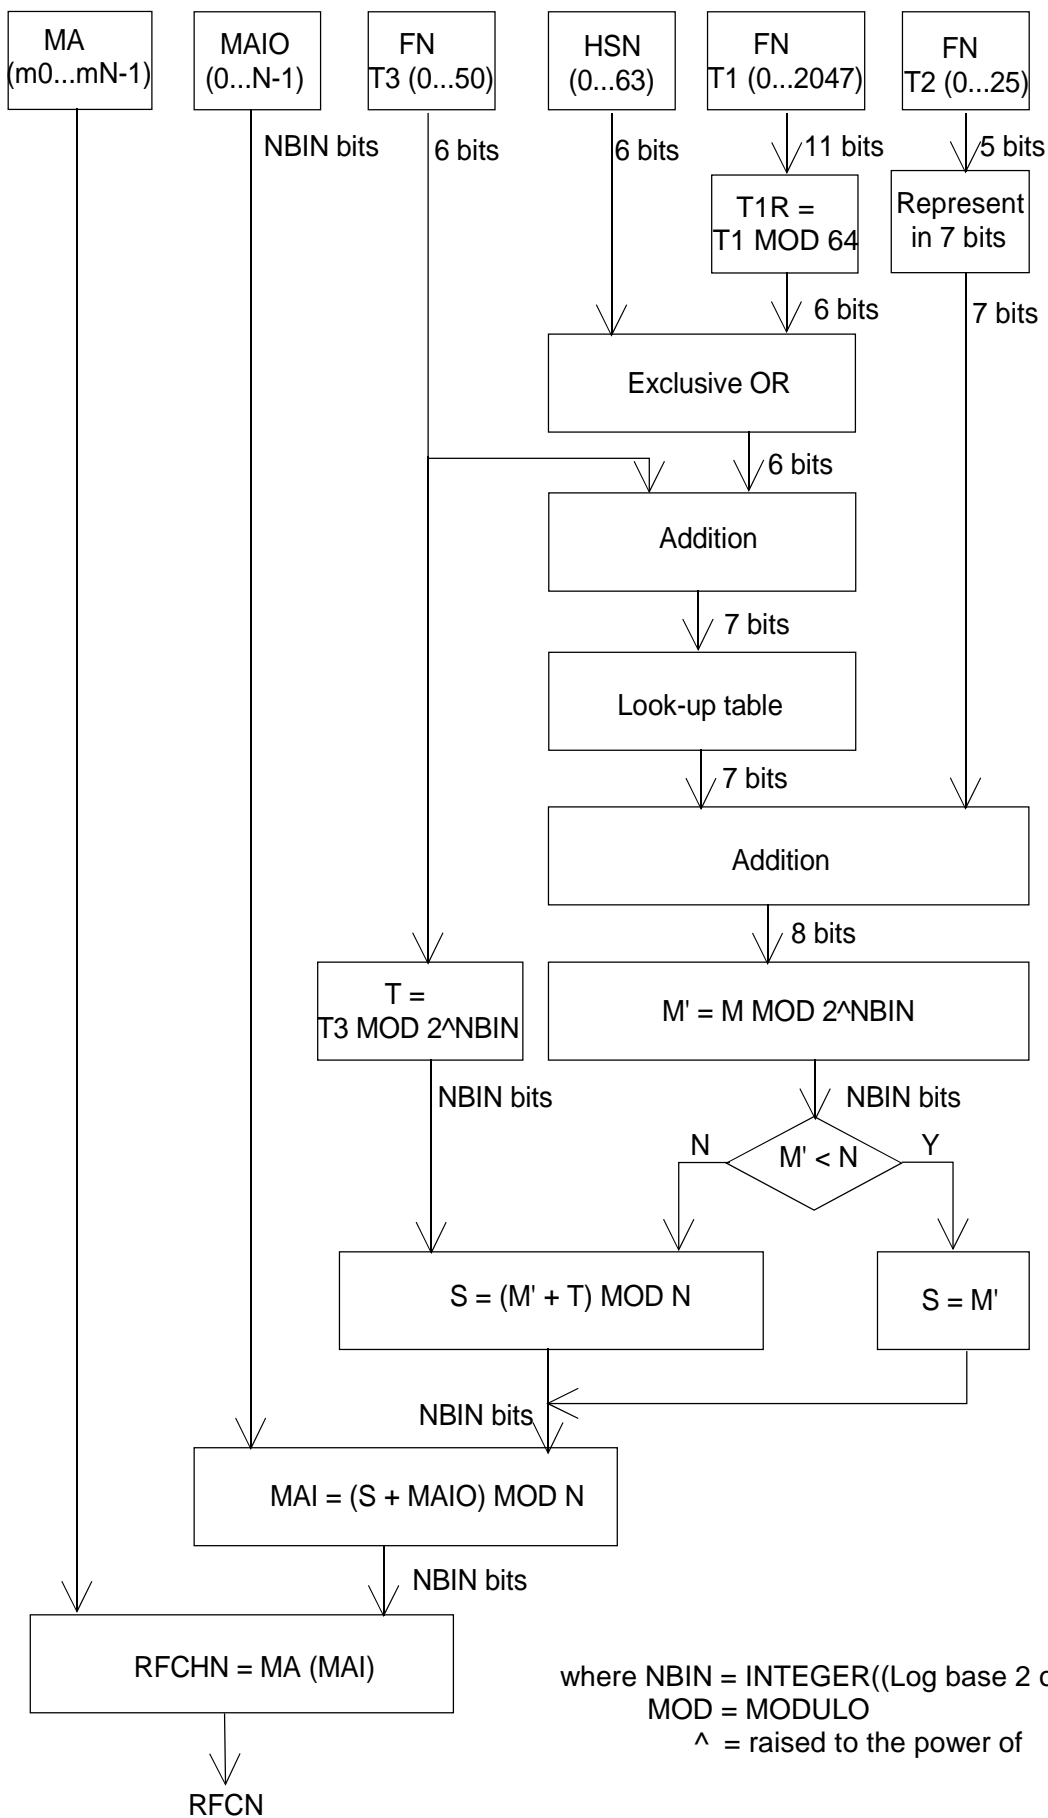 MA
(m0...mN-1)
MAIO
(0...N-1)
FN
T3 (0...50)
HSN
(0...63)
FN
T1 (0...2047)
FN
T2 (0...25)
NBIN bits
6 bits
6 bits
11 bits
5 bits
T1R =
T1 MOD 64
Represent
in 7 bits
6 bits
7 bits
Exclusive OR
6 bits
Addition
7 bits
Look-up table
7 bits
Addition
8 bits
T =
T3 MOD 2^NBIN
M' = M MOD 2^NBIN
NBIN bits
NBIN bits
N
M' < N
Y
S = (M' + T) MOD N
S = M'
NBIN bits
MAI = (S + MAIO) MOD N
NBIN bits
RFCHN = MA (MAI)
where NBIN = INTEGER((Log base 2
MOD = MODULO
^ = raised to the power of
RFCN